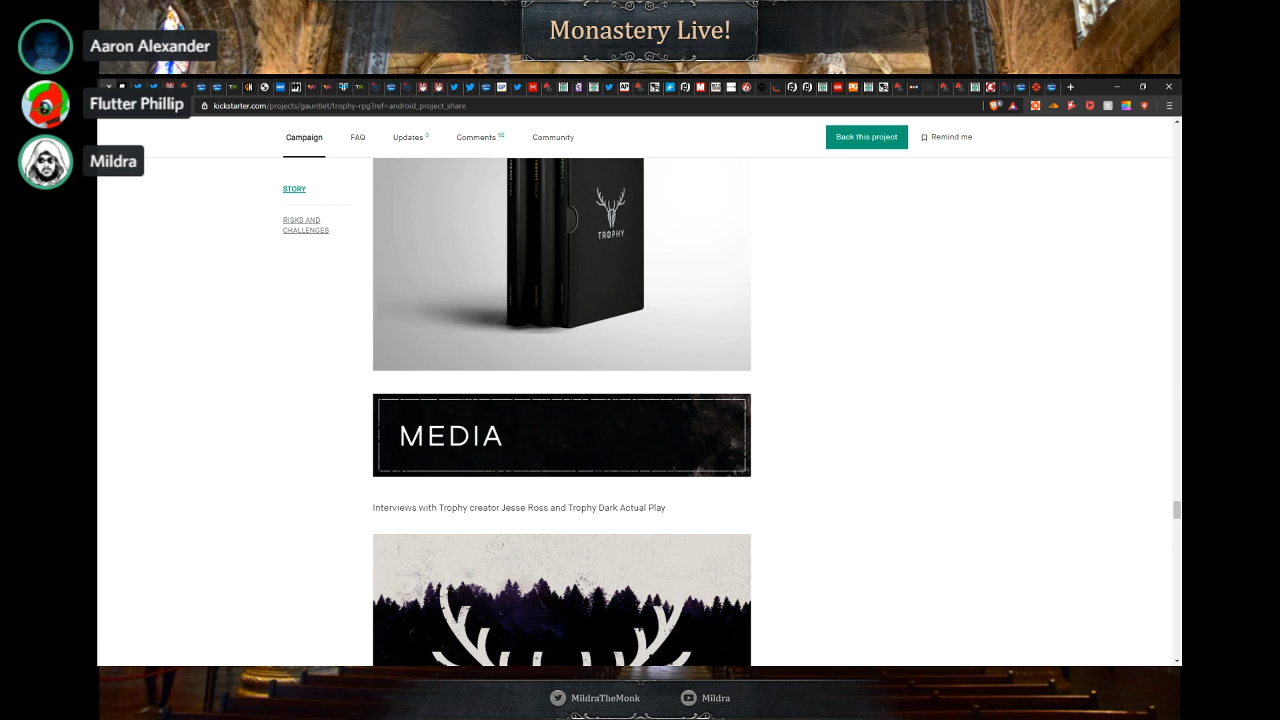 Monastery Live!
Aaron Alexander
Flutter Phillip
Mildra
kickstarter.com/projects/gauntlet/trophy-rpg?ref=android_project_share
Campaign
FAQ
Updates 3
Comments 52
Community
Back this project
Remind me
STORY
RISKS AND
CHALLENGES
TROPHY
MEDIA
Interviews with Trophy creator Jesse Ross and Trophy Dark Actual Play
MildraTheMonk
Mildra